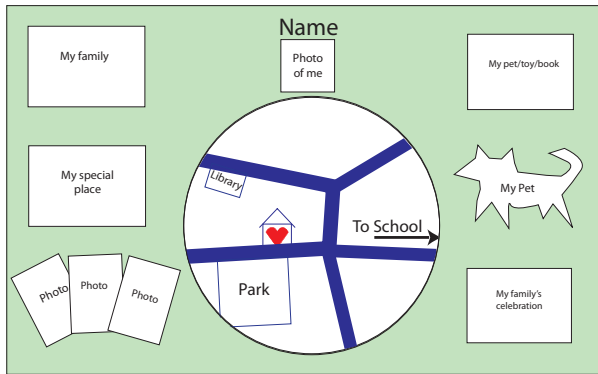 Name
Photo
of me
My family
My pet/toy/book
My special
place
Library
My Pet
To School
Photo
Photo
Photo
Park
My family's
celebration